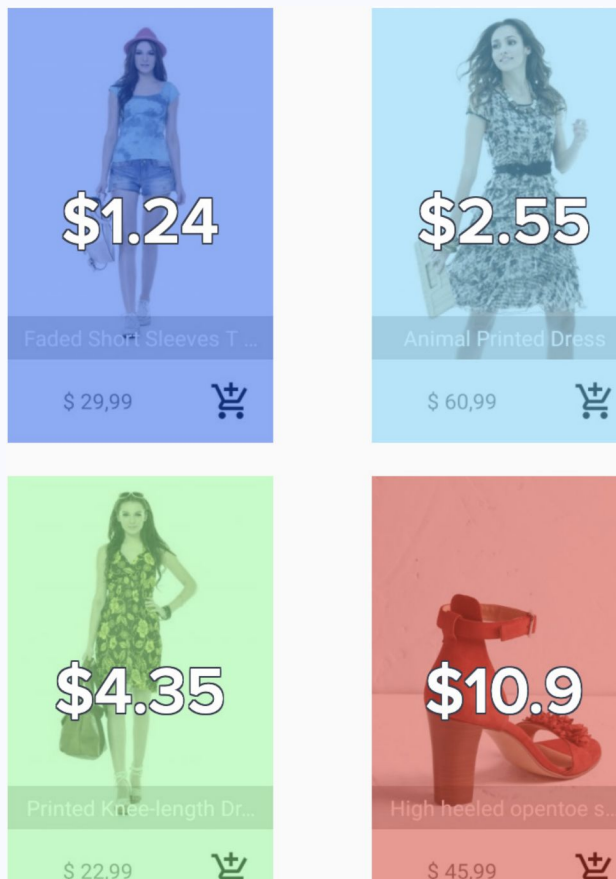 $1.24
Faded Short Sleeves T ...
$ 29,99
$2.55
Animal Printed Dress
$ 60,99
$4.35
Printed Knee-length Dr...
$ 22,99
$10.9
High heeled opentoe s...
$ 45,99